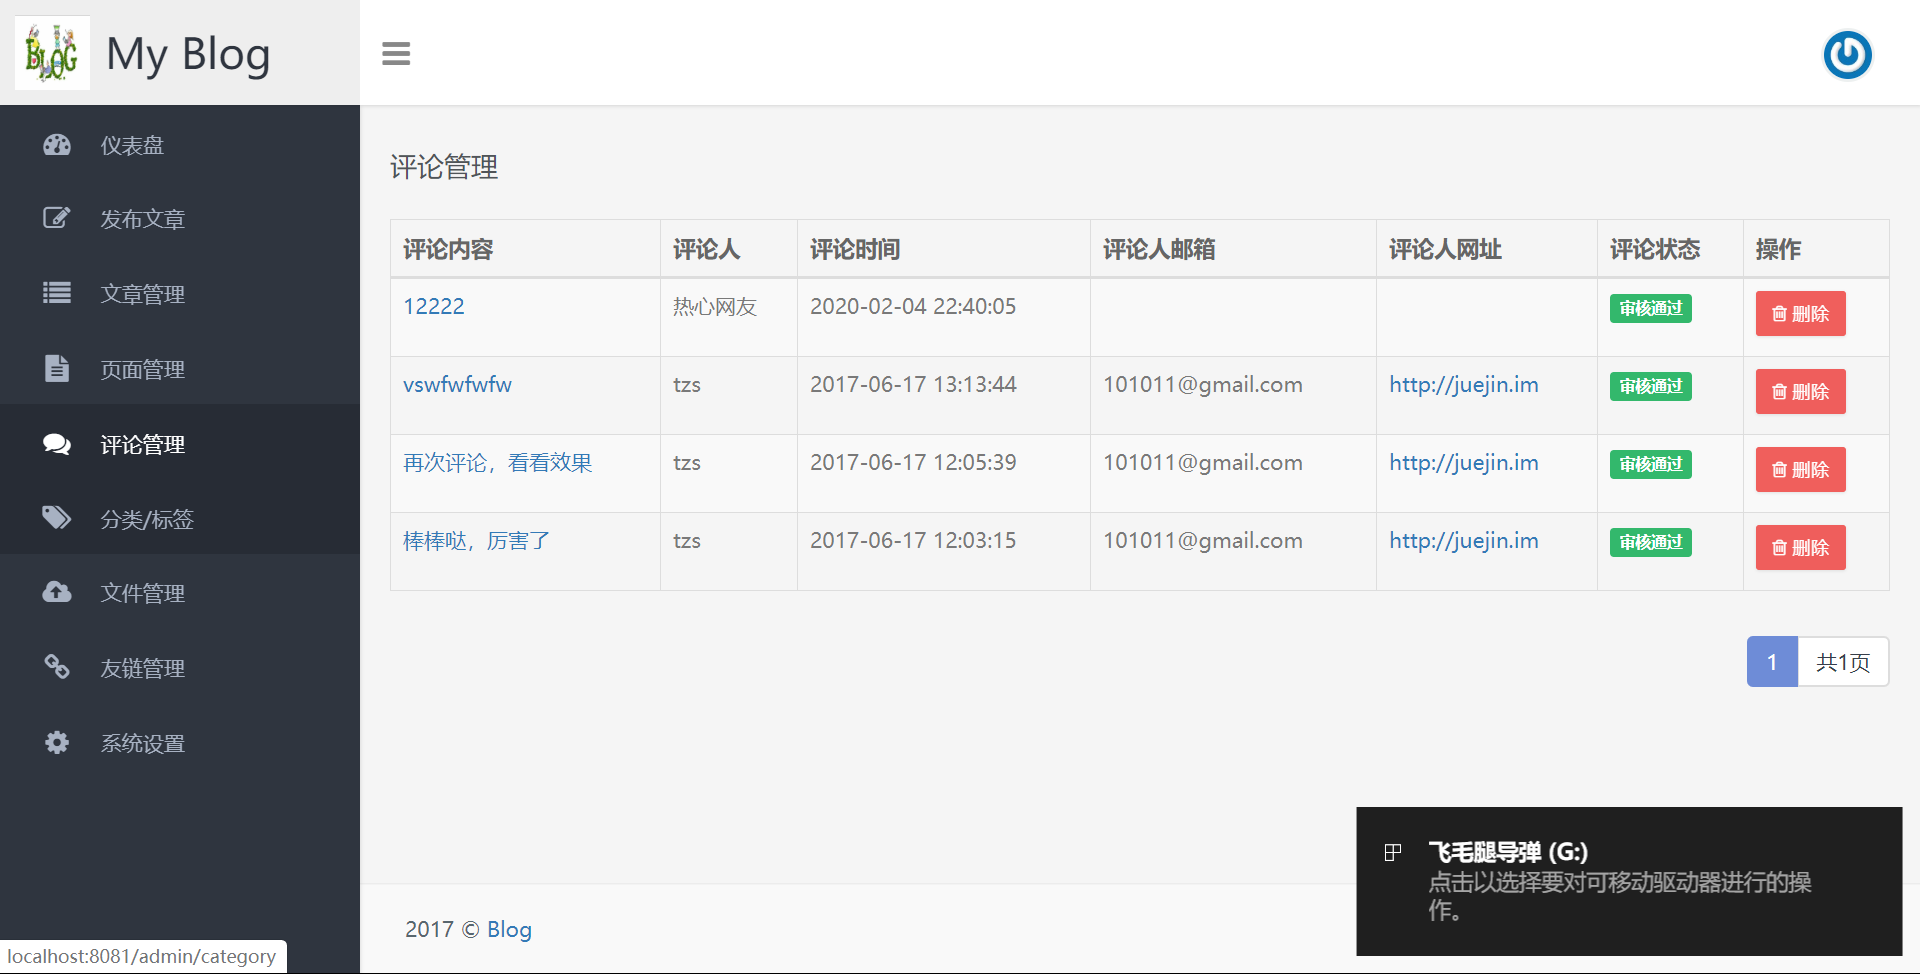 BLOG
My Blog
仪表盘
发布文章
文章管理
页面管理
评论管理
分类/标签
文件管理
友链管理
系统设置
评论管理
评论内容 评论人 评论时间 评论人邮箱 评论人网址 评论状态 操作
12222 热心网友 2020-02-04 22:40:05 审核通过 删除
vswfwfwfw tzs 2017-06-17 13:13:44 101011@gmail.com http://juejin.im 审核通过 删除
再次评论，看看效果 tzs 2017-06-17 12:05:39 101011@gmail.com http://juejin.im 审核通过 删除
棒棒哒，厉害了 tzs 2017-06-17 12:03:15 101011@gmail.com http://juejin.im 审核通过 删除
1 共1页
飞毛腿导弹 (G:)
点击以选择要对可移动驱动器进行的操
作。
2017 © Blog
localhost:8081/admin/category